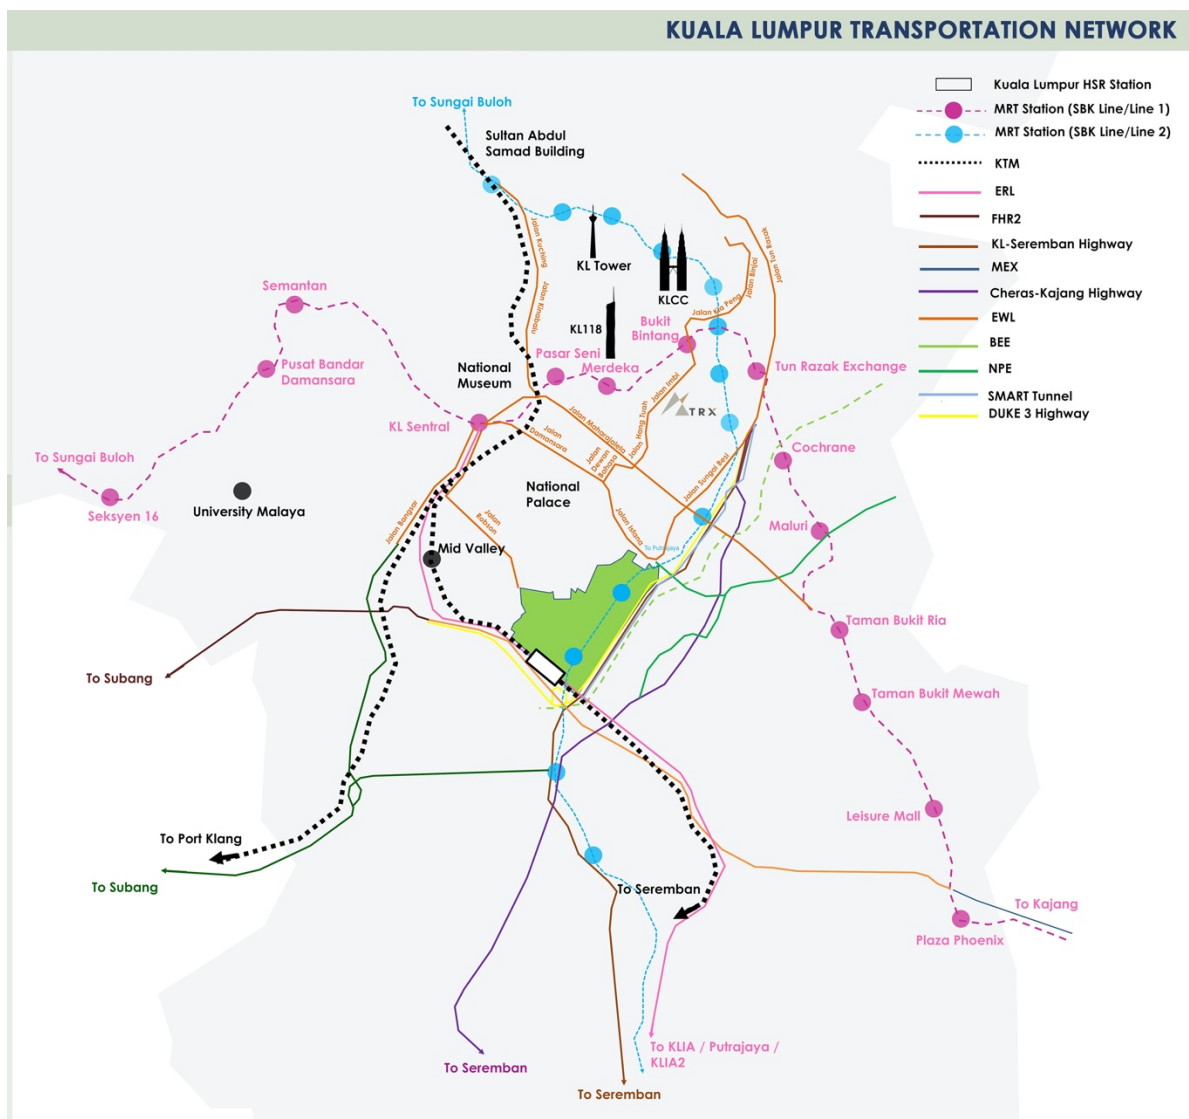 KUALA LUMPUR TRANSPORTATION NETWORK
Kuala Lumpur HSR Station
MRT Station (SBK Line/Line 1)
MRT Station (SBK Line/Line 2)
KTM
ERL
FHR2
KL-Seremban Highway
MEX
Cheras-Kajang Highway
EWL
BEE
NPE
SMART Tunnel
DUKE 3 Highway
To Sungai Buloh
Sultan Abdul
Samad Building
Jalan Kuching
Jalan Kinabalu
KL Tower
KLCC
KL118
Jalan Tun Razak
Jalan Binjai
Jalan Kia Peng
Semantan
Bukit
Bintang
Pasar Seni
Merdeka
Pusat Bandar
Damansara
National
Museum
Tun Razak Exchange
Jalan Imbi
TRX
KL Sentral
Jalan Maharajalela
Jalan
Damansara
Jalan Hang Tuah
Jalan
Dewan
Bahasa
Cochrane
To Sungai Buloh
Jalan Sungai Besi
National
Palace
Seksyen 16
University Malaya
Jalan Bangsar
Jalan
Robson
Jalan Istana
Maluri
Mid Valley
To Putrajaya
Taman Bukit Ria
To Subang
Taman Bukit Mewah
Leisure Mall
To Port Klang
To Subang
To Seremban
To Kajang
Plaza Phoenix
To KLIA / Putrajaya /
KLIA2
To Seremban
To Seremban